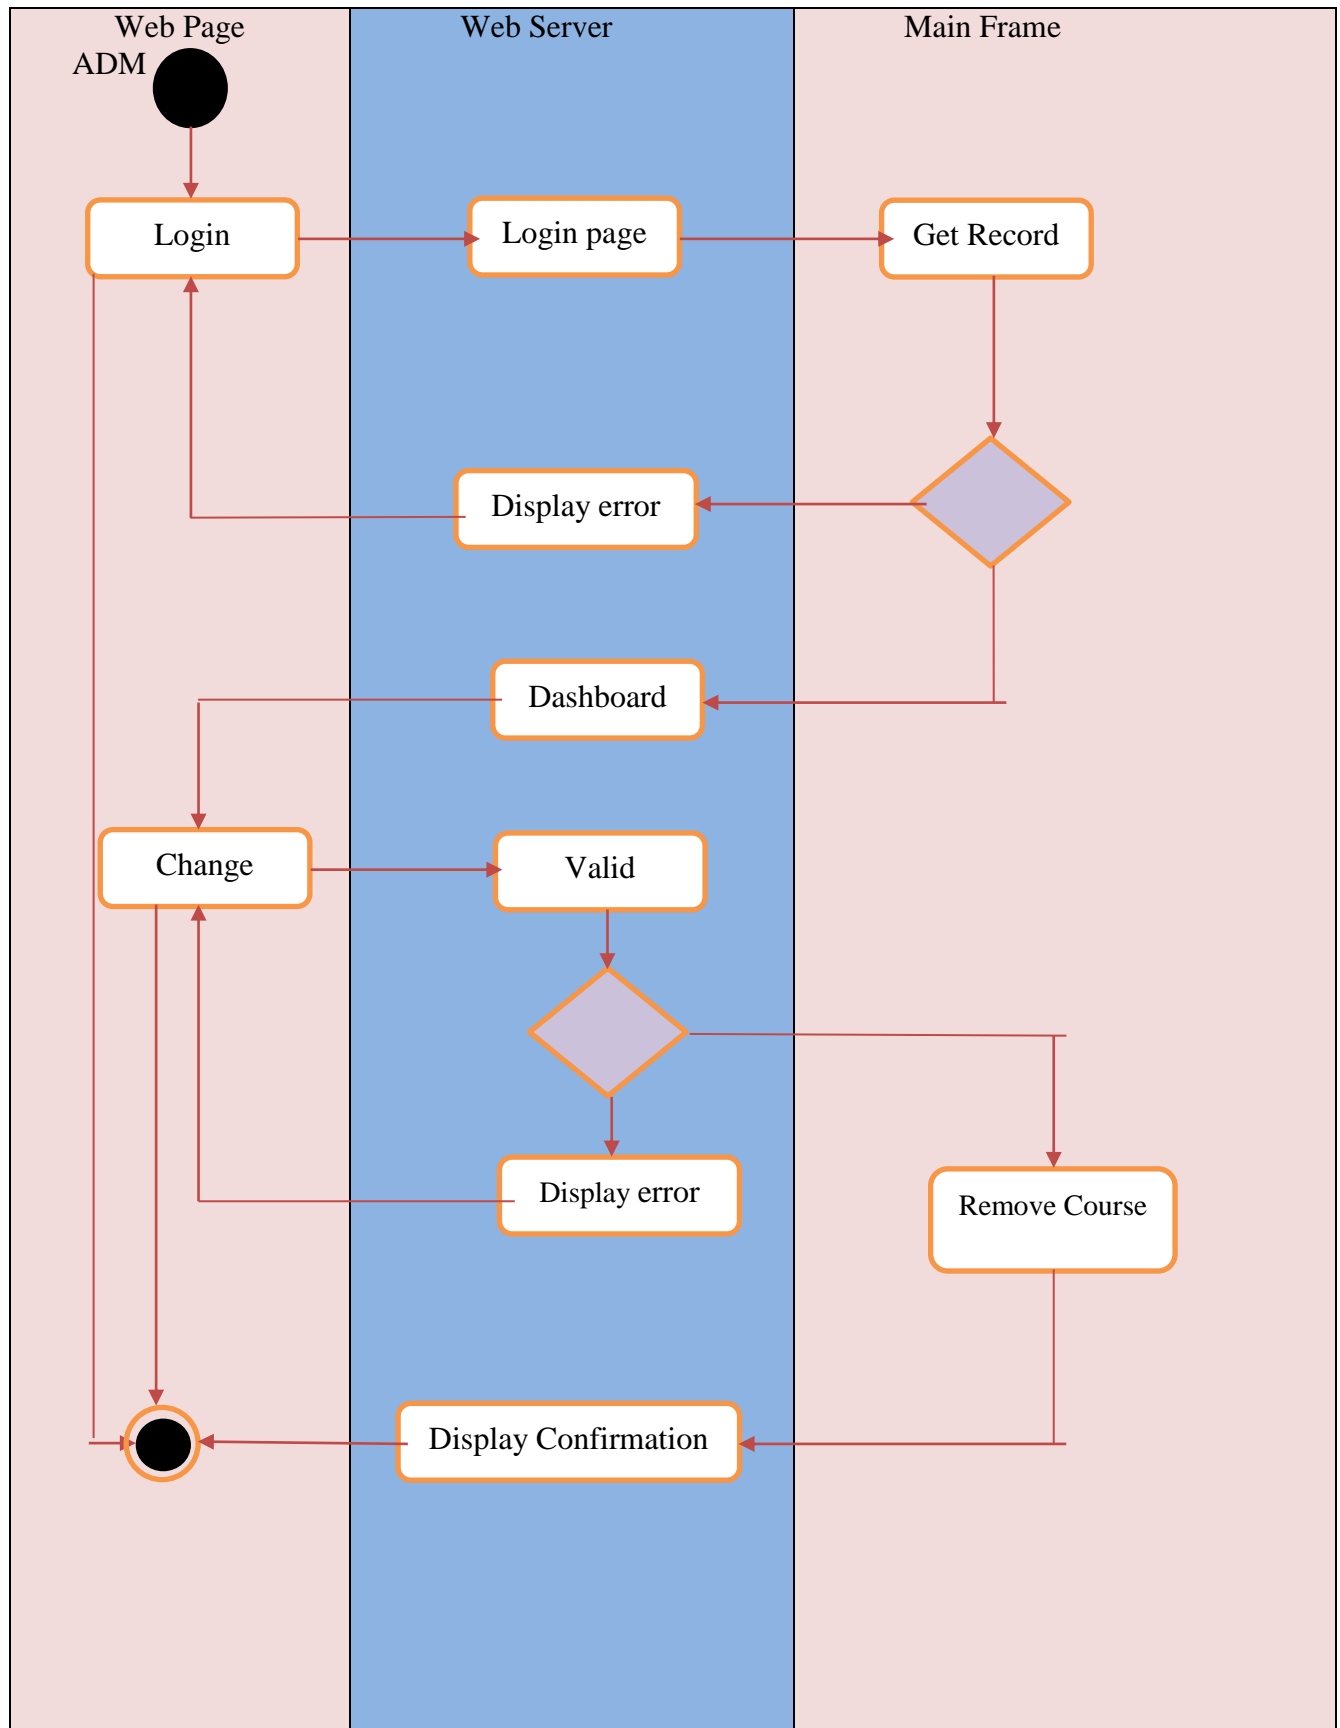 Web Page
Web Server
Main Frame
ADM
Login
Login page
Get Record
Display error
Dashboard
Change
Valid
Display error
Remove Course
Display Confirmation